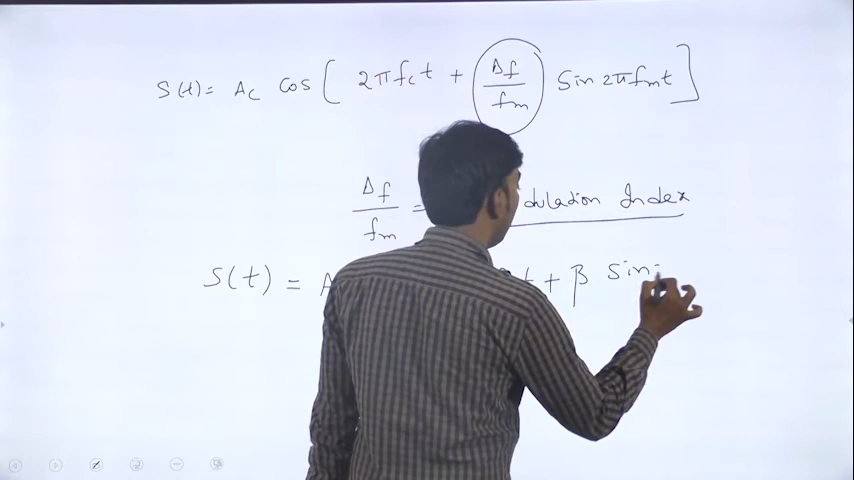 S(t) = Ac cos [ 2πfct + Δf/fm sin 2πfmt ]
Δf/fm = dulation Index
S(t) = A t + β sin